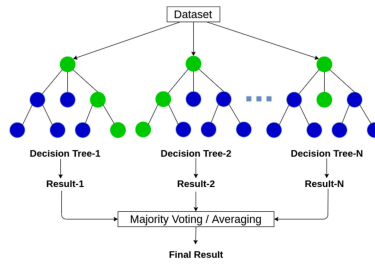 Dataset
Decision Tree-1
Decision Tree-2
Decision Tree-N
Result-1
Result-2
Result-N
Majority Voting / Averaging
Final Result